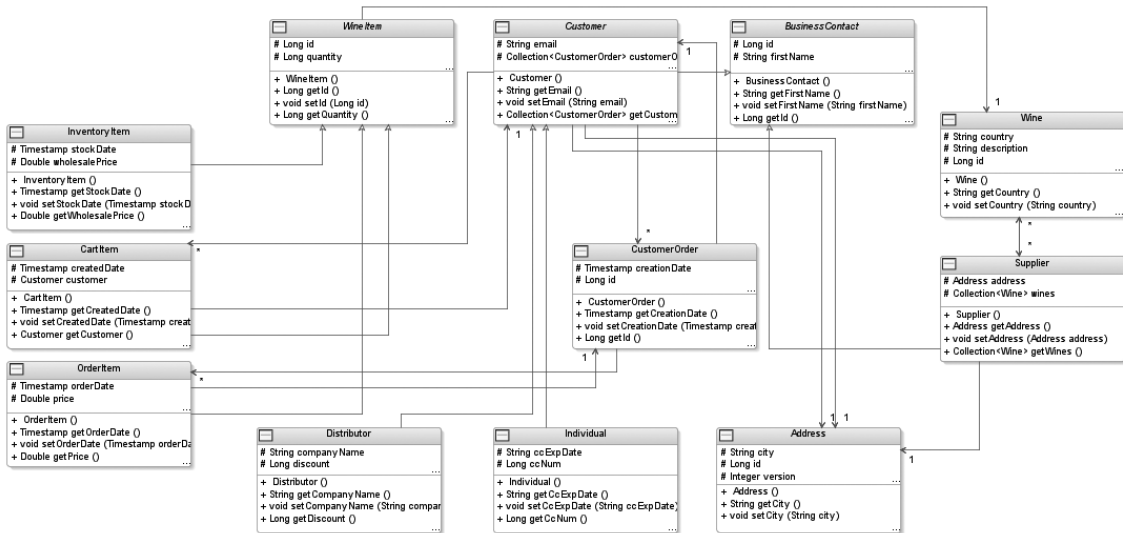 WineItem
# Long id
# Long quantity
...
+ WineItem ()
+ Long getId ()
+ void setId (Long id)
+ Long getQuantity ()
...
Customer
# String email
# Collection<CustomerOrder> customerO
...
+ Customer ()
+ String getEmail ()
+ void setEmail (String email)
+ Collection<CustomerOrder> getCustom
...
BusinessContact
# Long id
# String firstName
...
+ BusinessContact ()
+ String getFirstName ()
+ void setFirstName (String firstName)
+ Long getId ()
...
1
1
1
InventoryItem
# Timestamp stockDate
# Double wholesalePrice
+ InventoryItem ()
+ Timestamp getStockDate ()
+ void setStockDate (Timestamp stockD
+ Double getWholesalePrice ()
...
Wine
# String country
# String description
# Long id
...
+ Wine ()
+ String getCountry ()
+ void setCountry (String country)
...
*
*
*
*
CartItem
# Timestamp createdDate
# Customer customer
+ CartItem ()
+ Timestamp getCreatedDate ()
+ void setCreatedDate (Timestamp creat
+ Customer getCustomer ()
...
CustomerOrder
# Timestamp creationDate
# Long id
...
+ CustomerOrder ()
+ Timestamp getCreationDate ()
+ void setCreationDate (Timestamp creat
+ Long getId ()
...
Supplier
# Address address
# Collection<Wine> wines
...
+ Supplier ()
+ Address getAddress ()
+ void setAddress (Address address)
+ Collection<Wine> getWines ()
...
1
*
OrderItem
# Timestamp orderDate
# Double price
...
+ OrderItem ()
+ Timestamp getOrderDate ()
+ void setOrderDate (Timestamp orderDa
+ Double getPrice ()
...
1
1
1
Distributor
# String companyName
# Long discount
...
+ Distributor ()
+ String getCompanyName ()
+ void setCompanyName (String compan
+ Long getDiscount ()
...
Individual
# String ccExpDate
# Long ccNum
...
+ Individual ()
+ String getCcExpDate ()
+ void setCcExpDate (String ccExpDate)
+ Long getCcNum ()
...
Address
# String city
# Long id
# Integer version
...
+ Address ()
+ String getCity ()
+ void setCity (String city)
...